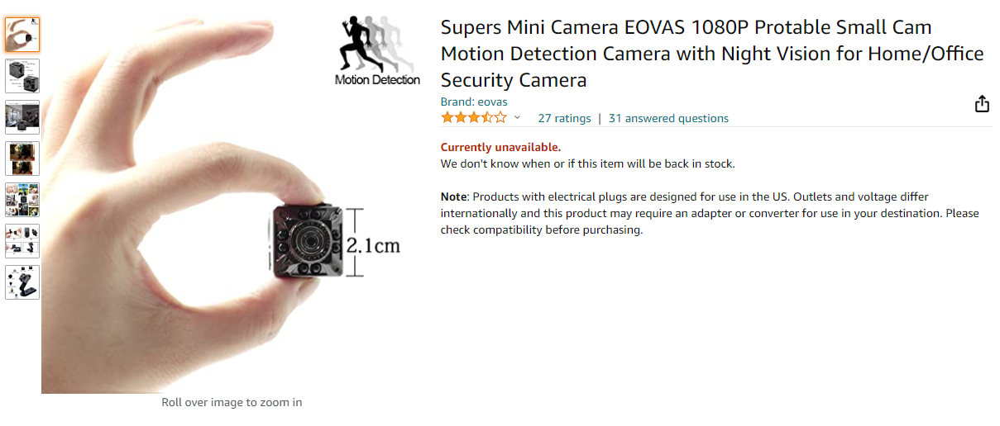 Motion Detection
2.1cm
Roll over image to zoom in
Supers Mini Camera EOVAS 1080P Protable Small Cam
Motion Detection Camera with Night Vision for Home/Office
Security Camera
Brand: eovas
27 ratings | 31 answered questions
Currently unavailable.
We don't know when or if this item will be back in stock.
Note: Products with electrical plugs are designed for use in the US. Outlets and voltage differ
internationally and this product may require an adapter or converter for use in your destination. Please
check compatibility before purchasing.